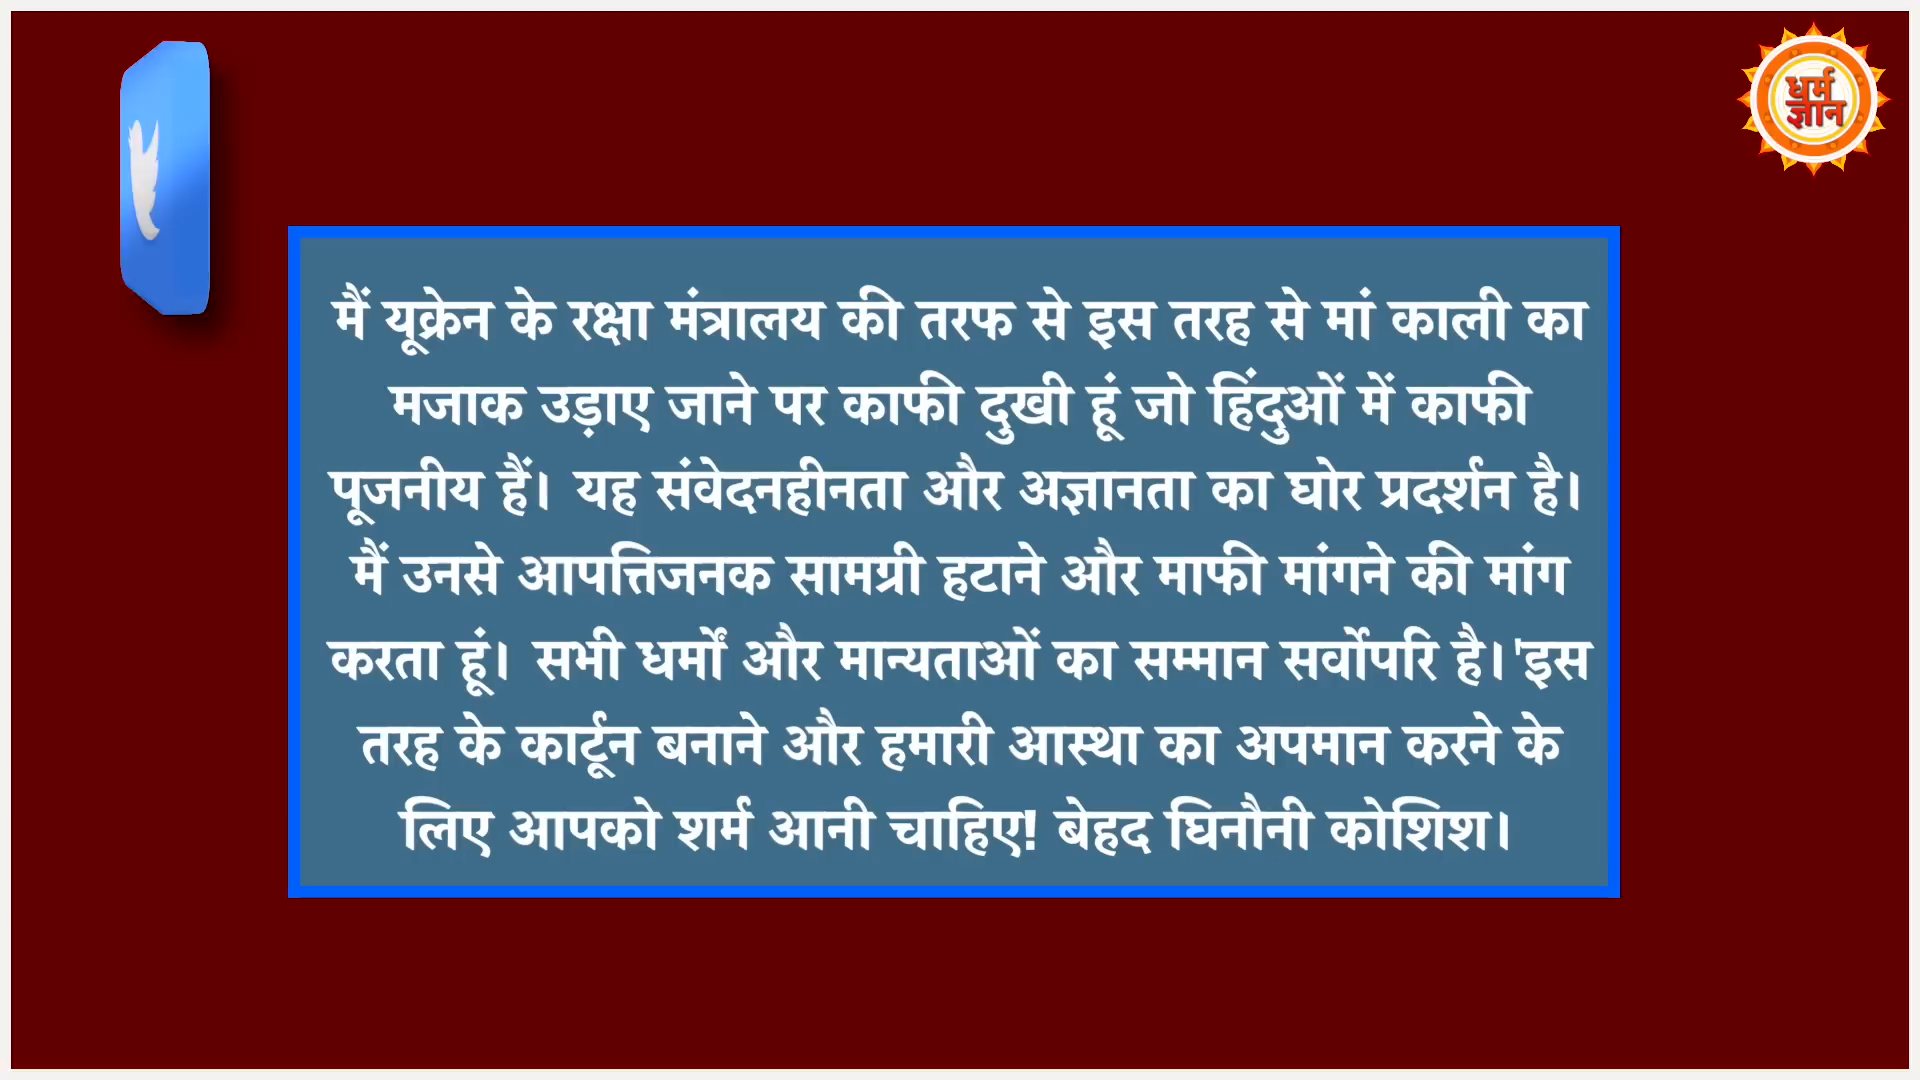 धर्म
ज्ञान
मैं यूक्रेन के रक्षा मंत्रालय की तरफ से इस तरह से मां काली का
मजाक उड़ाए जाने पर काफी दुखी हूं जो हिंदुओं में काफी
पूजनीय हैं। यह संवेदनहीनता और अज्ञानता का घोर प्रदर्शन है।
मैं उनसे आपत्तिजनक सामग्री हटाने और माफी मांगने की मांग
करता हूं। सभी धर्मों और मान्यताओं का सम्मान सर्वोपरि है।'इस
तरह के कार्टून बनाने और हमारी आस्था का अपमान करने के
लिए आपको शर्म आनी चाहिए! बेहद घिनौनी कोशिश।